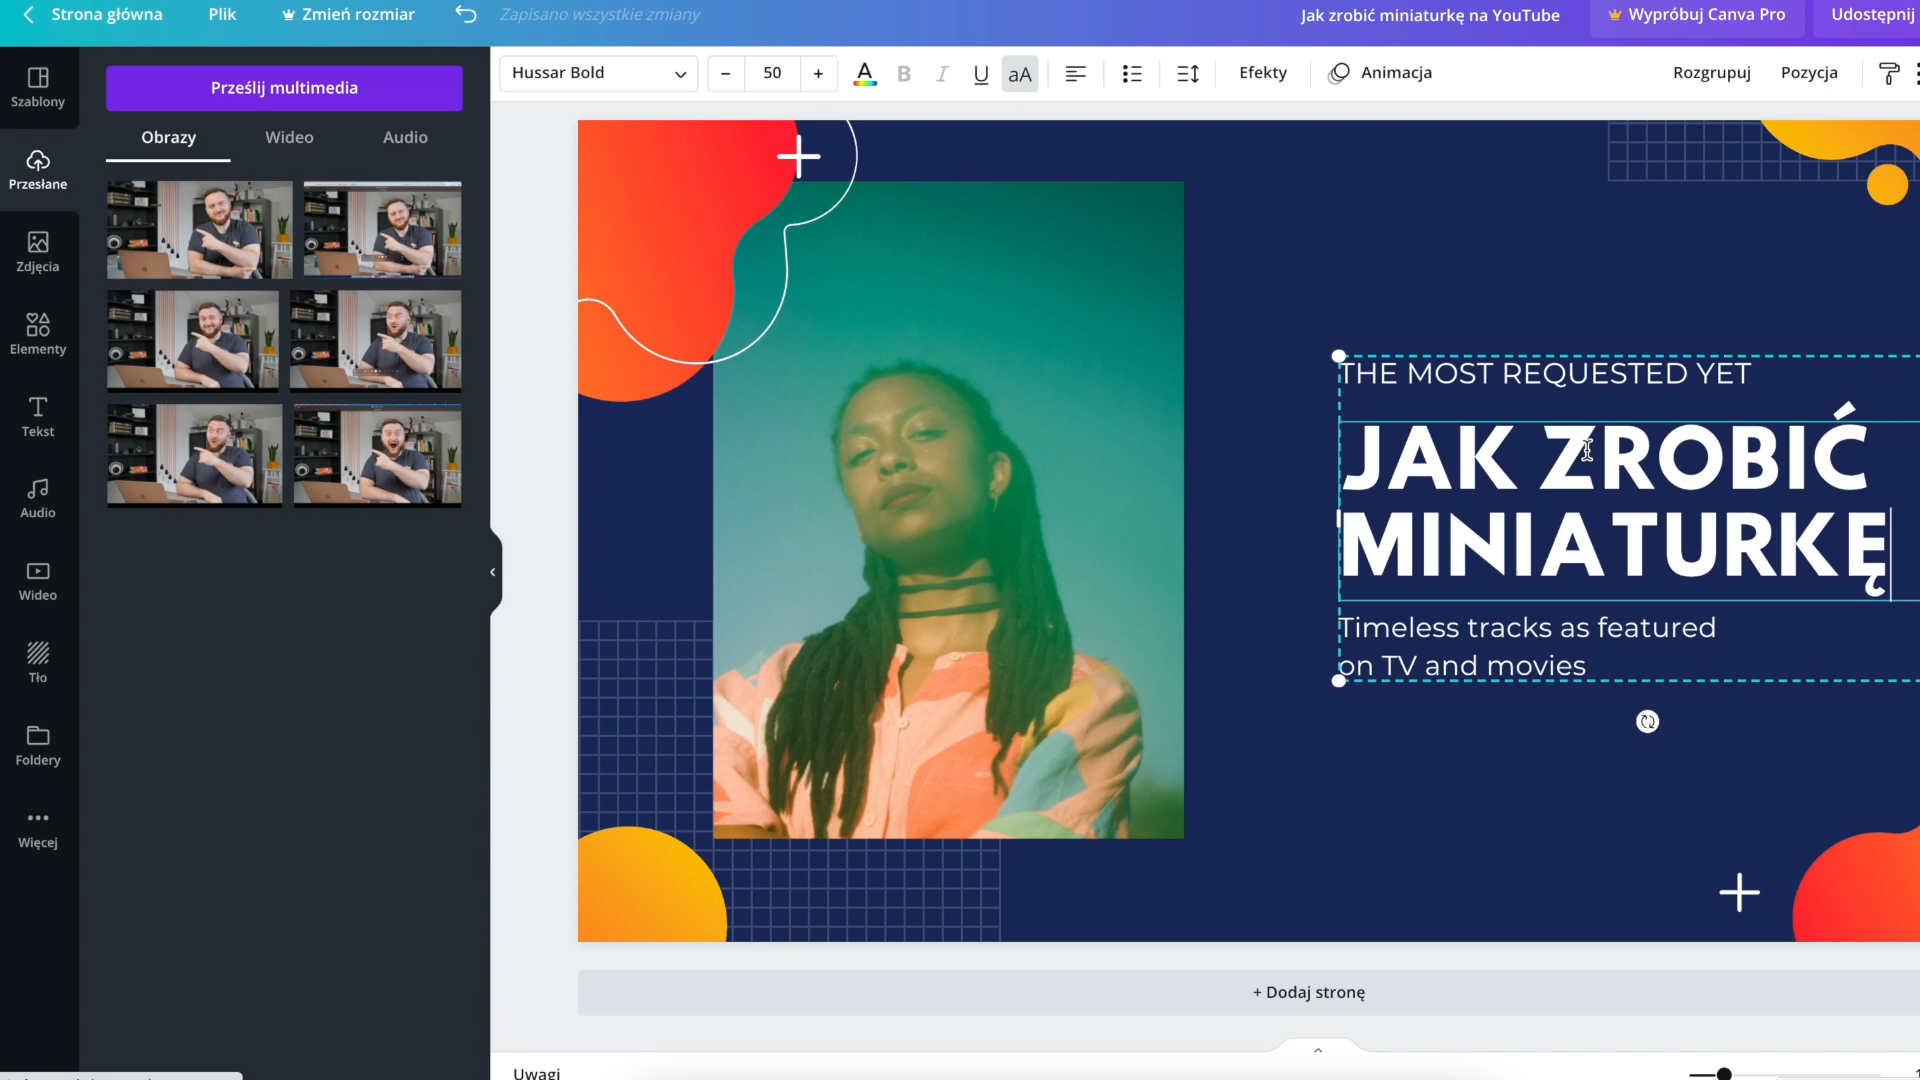 Strona główna
Plik
Zmień rozmiar
Zapisano wszystkie zmiany
Jak zrobić miniaturkę na YouTube
Wypróbuj Canva Pro
Udostępnij
Szablony
Przesłane
Zdjęcia
Elementy
Tekst
Audio
Wideo
Tło
Foldery
Więcej
Prześlij multimedia
Obrazy
Wideo
Audio
Hussar Bold
– 50 +
A B I U aA
Efekty
Animacja
Rozgrupuj
Pozycja
THE MOST REQUESTED YET
JAK ZROBIĆ
MINIATURKĘ
Timeless tracks as featured
on TV and movies
+ Dodaj stronę
Uwagi